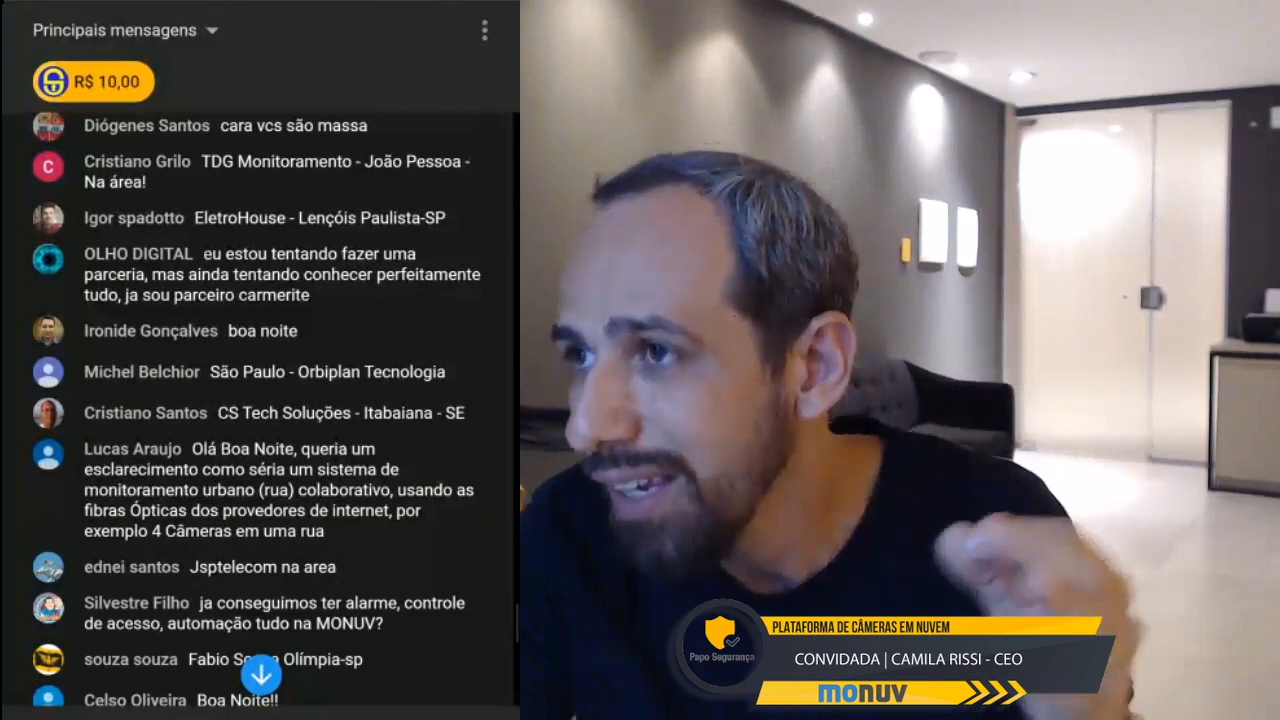 Principais mensagens
R$ 10,00
Diógenes Santos cara vcs são massa
C
Cristiano Grilo TDG Monitoramento - João Pessoa -
Na área!
Igor spadotto EletroHouse - Lençóis Paulista-SP
OLHO DIGITAL eu estou tentando fazer uma
parceria, mas ainda tentando conhecer perfeitamente
tudo, ja sou parceiro carmerite
Ironide Gonçalves boa noite
Michel Belchior São Paulo - Orbiplan Tecnologia
Cristiano Santos CS Tech Soluções - Itabaiana - SE
Lucas Araujo Olá Boa Noite, queria um
esclarecimento como séria um sistema de
monitoramento urbano (rua) colaborativo, usando as
fibras Ópticas dos provedores de internet, por
exemplo 4 Câmeras em uma rua
ednei santos Jsptelecom na area
Silvestre Filho ja conseguimos ter alarme, controle
de acesso, automação tudo na MONUV?
souza souza Fabio Olímpia-sp
Celso Oliveira Boa Noite!!
PLATAFORMA DE CÂMERAS EM NUVEM
Papo Segurança
CONVIDADA | CAMILA RISSI - CEO
monuv